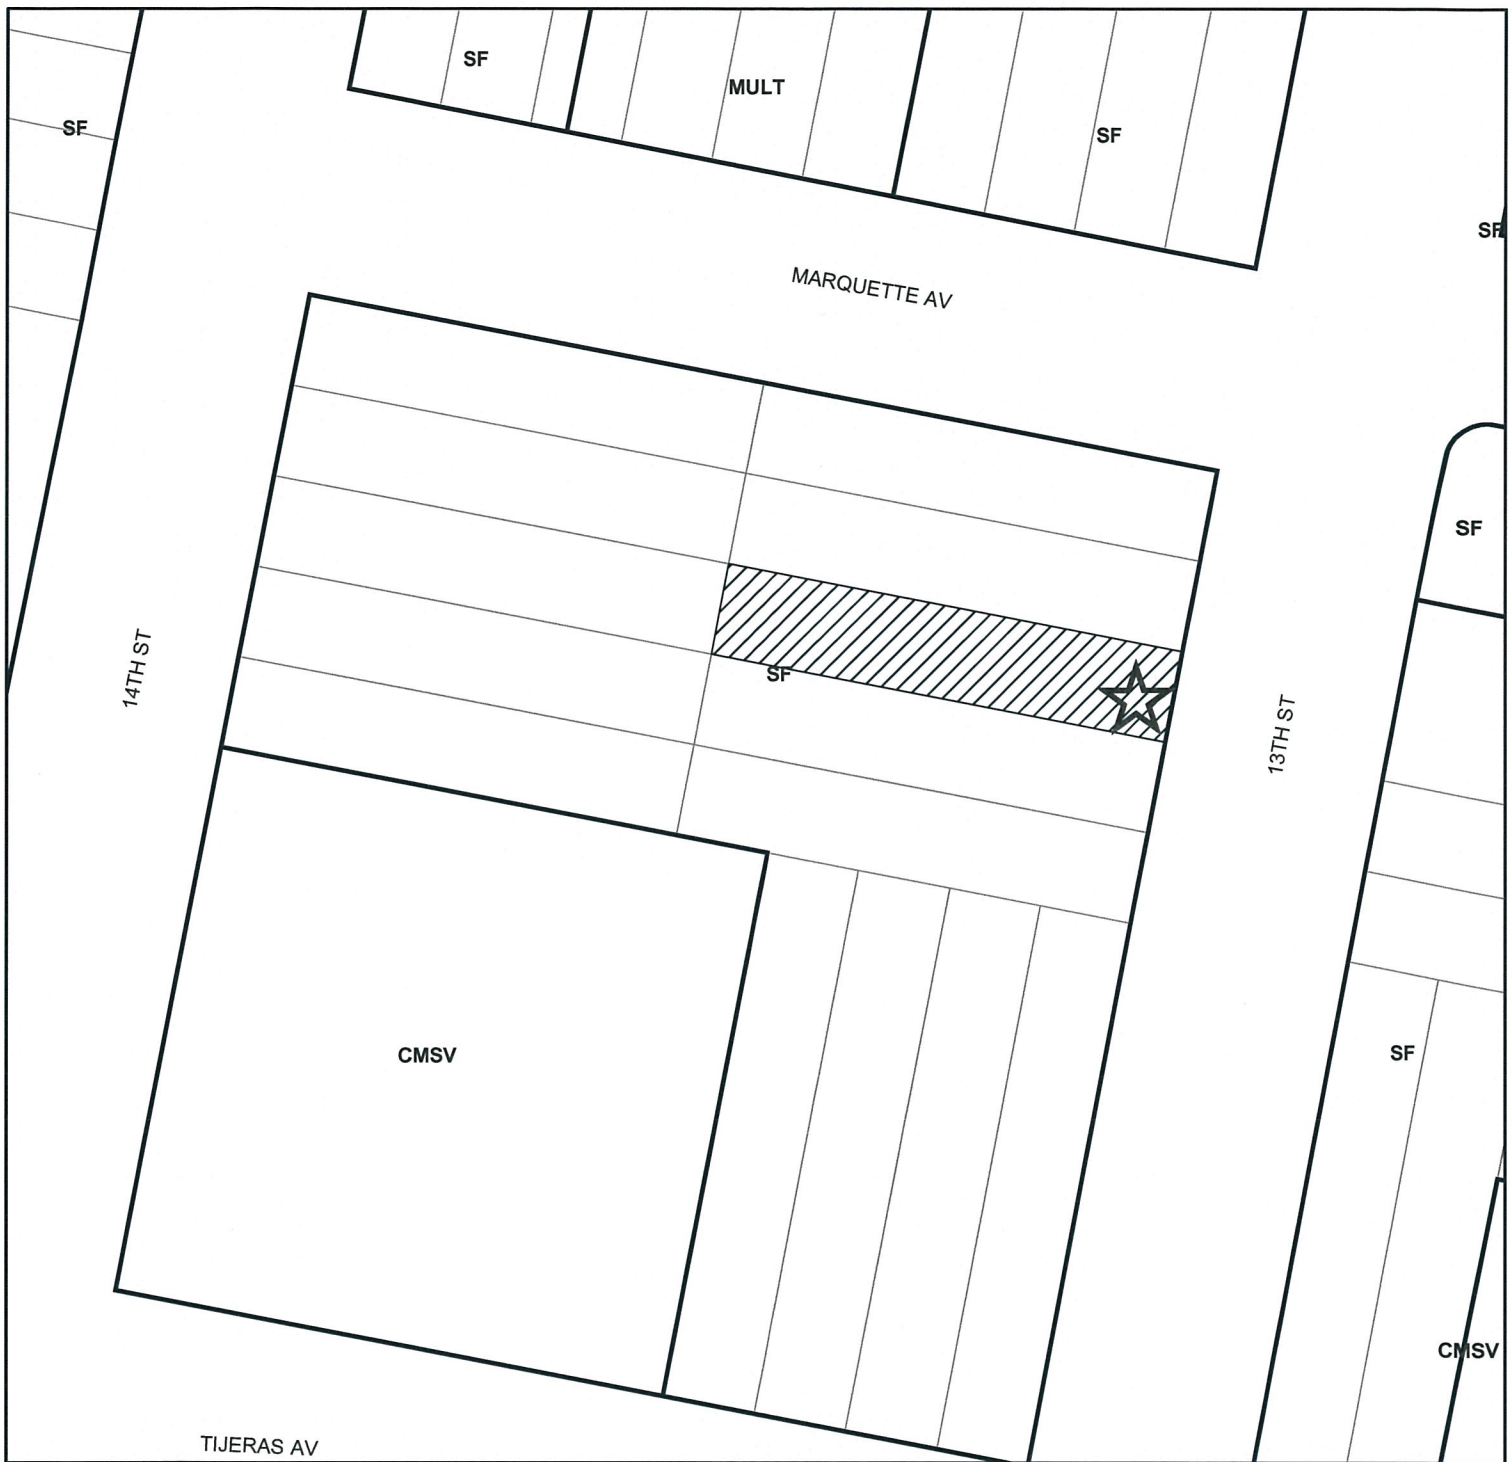 SF
MULT
SF
SF
SF
MARQUETTE AV
SF
14TH ST
SF
13TH ST
CMSV
SF
CMSV
TIJERAS AV